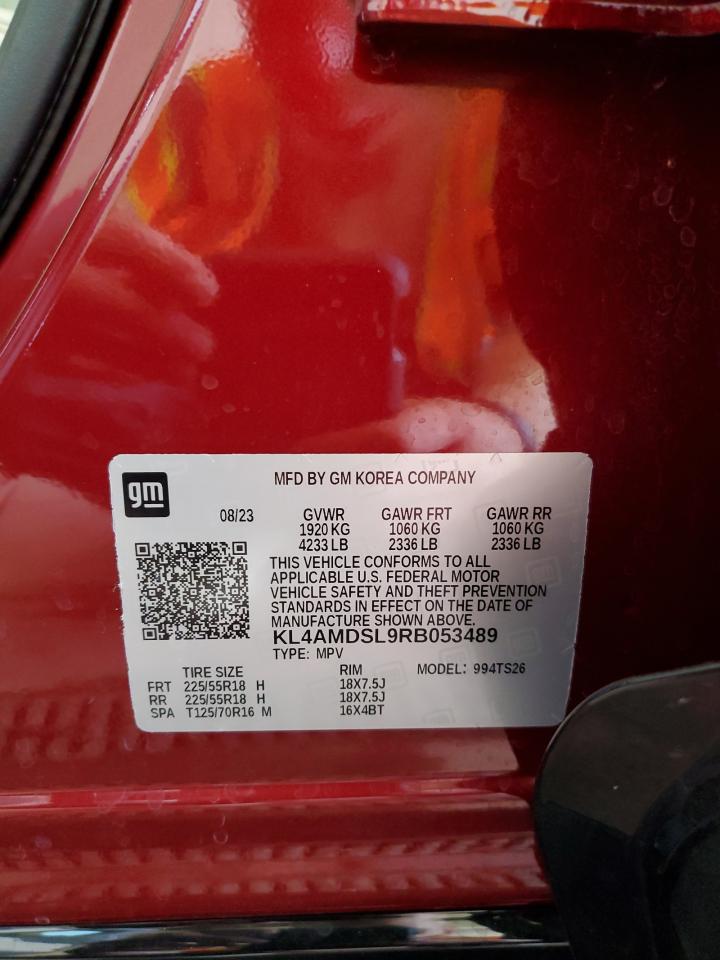 gm
MFD BY GM KOREA COMPANY
08/23 GVWR GAWR FRT GAWR RR
1920 KG 1060 KG 1060 KG
4233 LB 2336 LB 2336 LB
THIS VEHICLE CONFORMS TO ALL
APPLICABLE U.S. FEDERAL MOTOR
VEHICLE SAFETY AND THEFT PREVENTION
STANDARDS IN EFFECT ON THE DATE OF
MANUFACTURE SHOWN ABOVE.
KL4AMDSL9RB053489
TYPE: MPV
TIRE SIZE RIM MODEL: 994TS26
FRT 225/55R18 H 18X7.5J
RR 225/55R18 H 18X7.5J
SPA T125/70R16 M 16X4BT